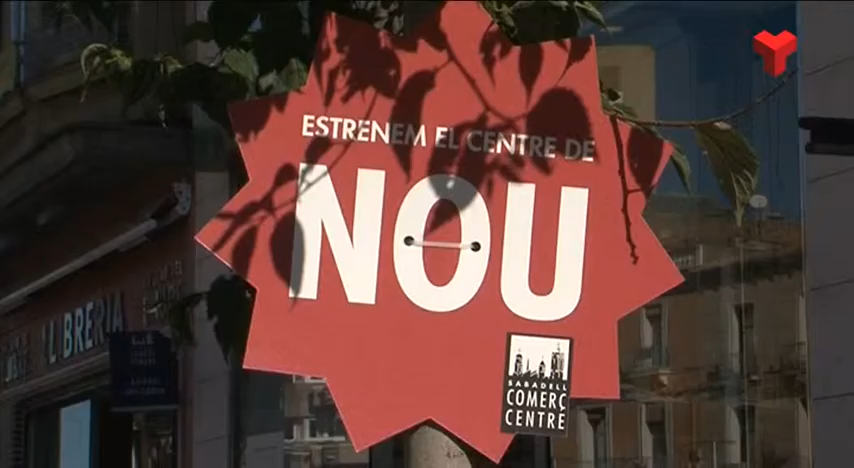 ESTRENEM EL CENTRE DE
NOU
SABADELL
COMERÇ
CENTRE
LLIBRERIA